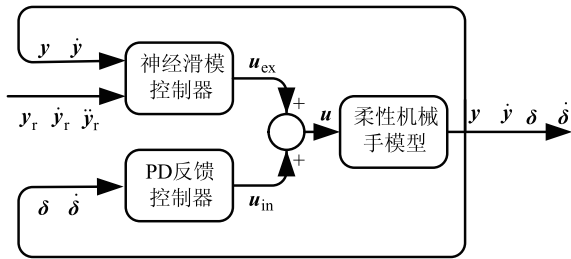 y ẏ
神经滑模
控制器
u_ex
y_r ẏ_r ÿ_r
+
u
柔性机械
手模型
y ẏ δ δ̇
+
PD反馈
控制器
u_in
δ δ̇